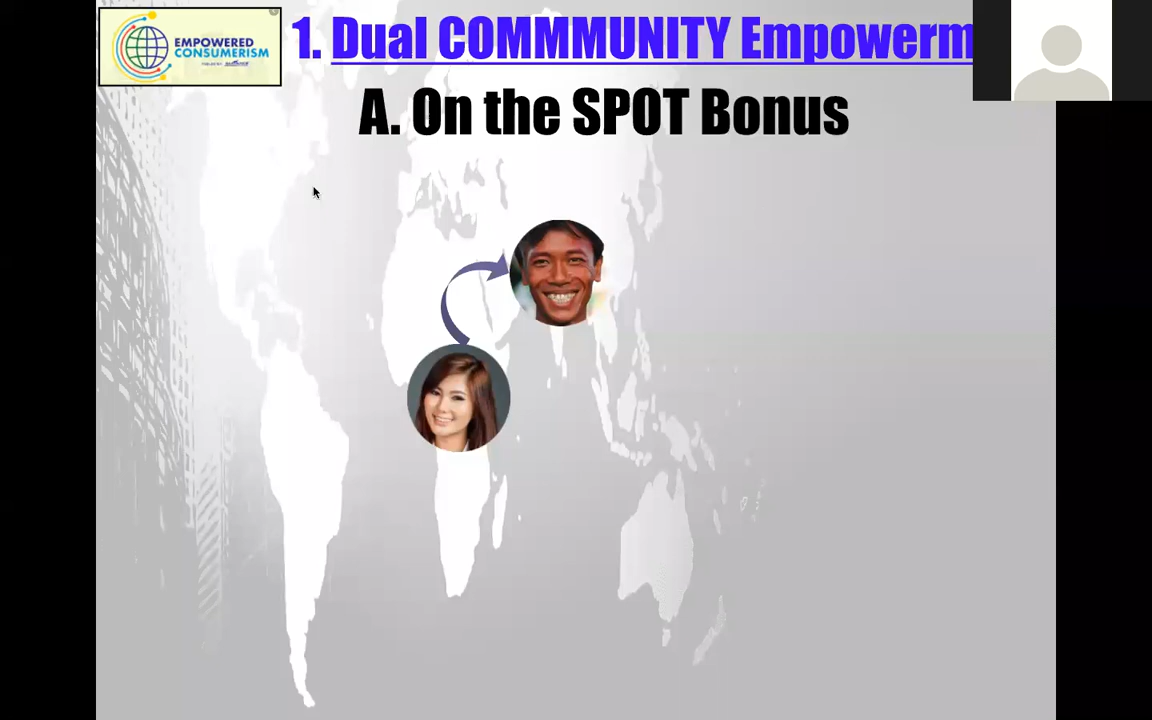 EMPOWERED
CONSUMERISM
1. Dual COMMMUNITY Empowerm
A. On the SPOT Bonus